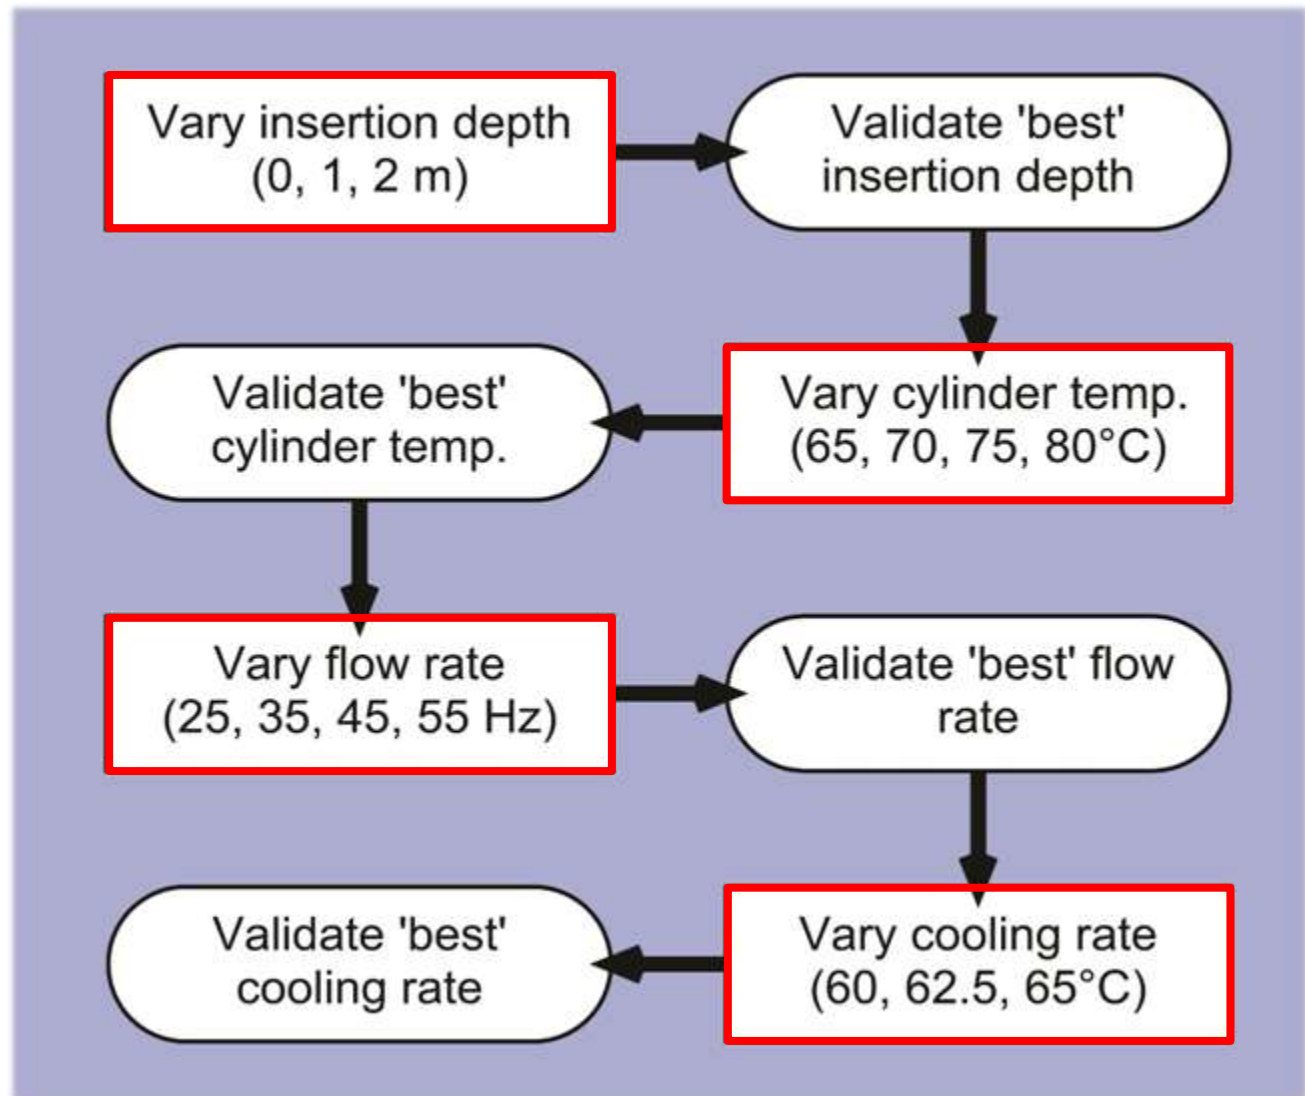 Vary insertion depth
(0, 1, 2 m)
Validate 'best'
insertion depth
Vary cylinder temp.
(65, 70, 75, 80°C)
Validate 'best'
cylinder temp.
Vary flow rate
(25, 35, 45, 55 Hz)
Validate 'best' flow
rate
Vary cooling rate
(60, 62.5, 65°C)
Validate 'best'
cooling rate